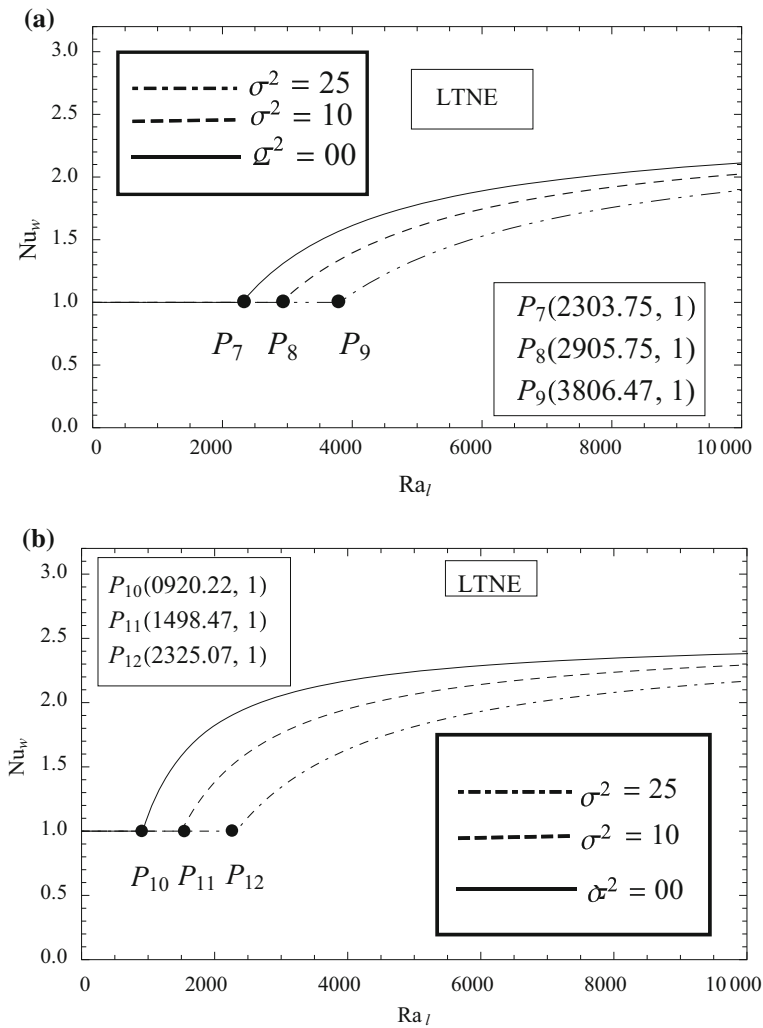 (a)
3.0
2.5
2.0
1.5
1.0
0.5
0.0
Nu_w
σ² = 25
σ² = 10
σ² = 00
LTNE
P₇
P₈
P₉
P₇(2303.75, 1)
P₈(2905.75, 1)
P₉(3806.47, 1)
0
2000
4000
6000
8000
10 000
Ra_l
(b)
3.0
2.5
2.0
1.5
1.0
0.5
0.0
Nu_w
P₁₀(0920.22, 1)
P₁₁(1498.47, 1)
P₁₂(2325.07, 1)
LTNE
σ² = 25
σ² = 10
σ² = 00
P₁₀
P₁₁
P₁₂
0
2000
4000
6000
8000
10 000
Ra_l